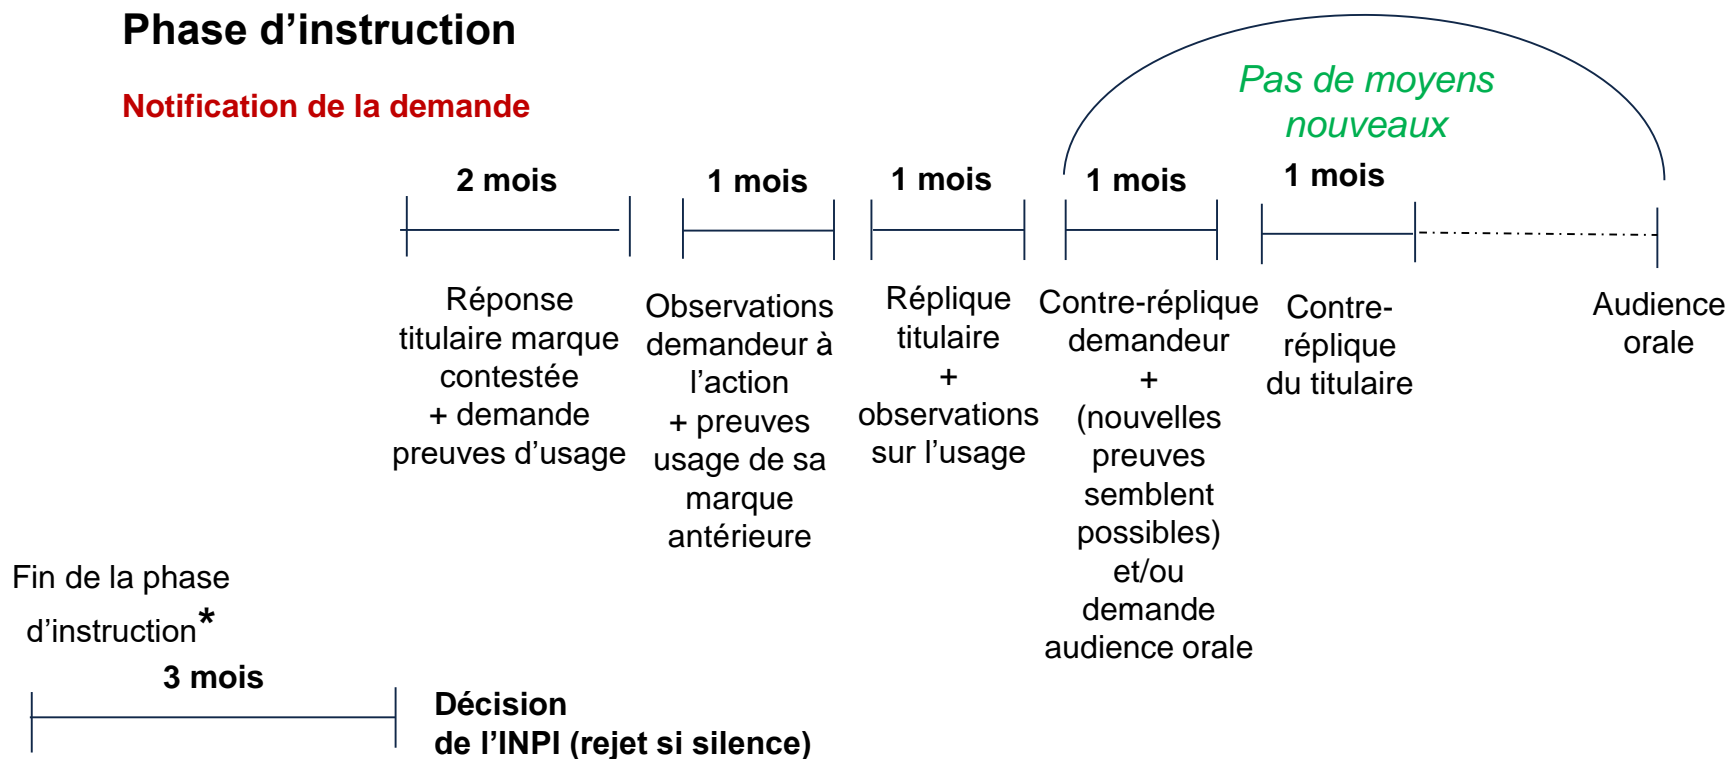 Phase d’instruction
Notification de la demande
Pas de moyens
nouveaux
2 mois
Réponse
titulaire marque
contestée
+ demande
preuves d’usage
1 mois
Observations
demandeur à
l’action
+ preuves
usage de sa
marque
antérieure
1 mois
Réplique
titulaire
+
observations
sur l’usage
1 mois
Contre-réplique
demandeur
+
(nouvelles
preuves
semblent
possibles)
et/ou
demande
audience orale
1 mois
Contre-
réplique
du titulaire
Audience
orale
Fin de la phase
d’instruction*
3 mois
Décision
de l’INPI (rejet si silence)